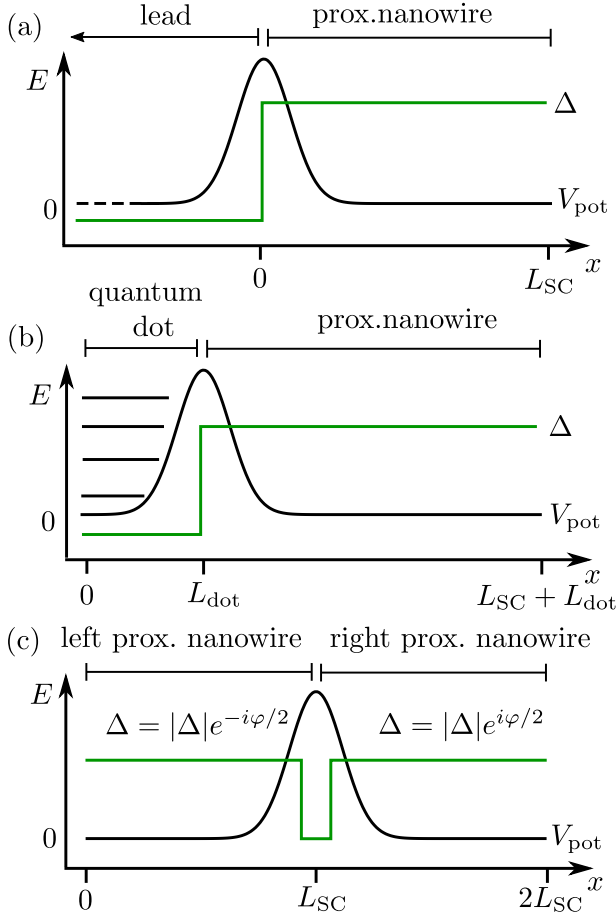 (a)
lead
prox.nanowire
E
Δ
0
V_pot
0
L_SC
x
quantum
dot
(b)
prox.nanowire
E
Δ
0
V_pot
0
L_dot
L_SC + L_dot
x
(c)
left prox. nanowire
right prox. nanowire
E
Δ = |Δ|e^{-iφ/2}
Δ = |Δ|e^{iφ/2}
0
V_pot
0
L_SC
2L_SC
x